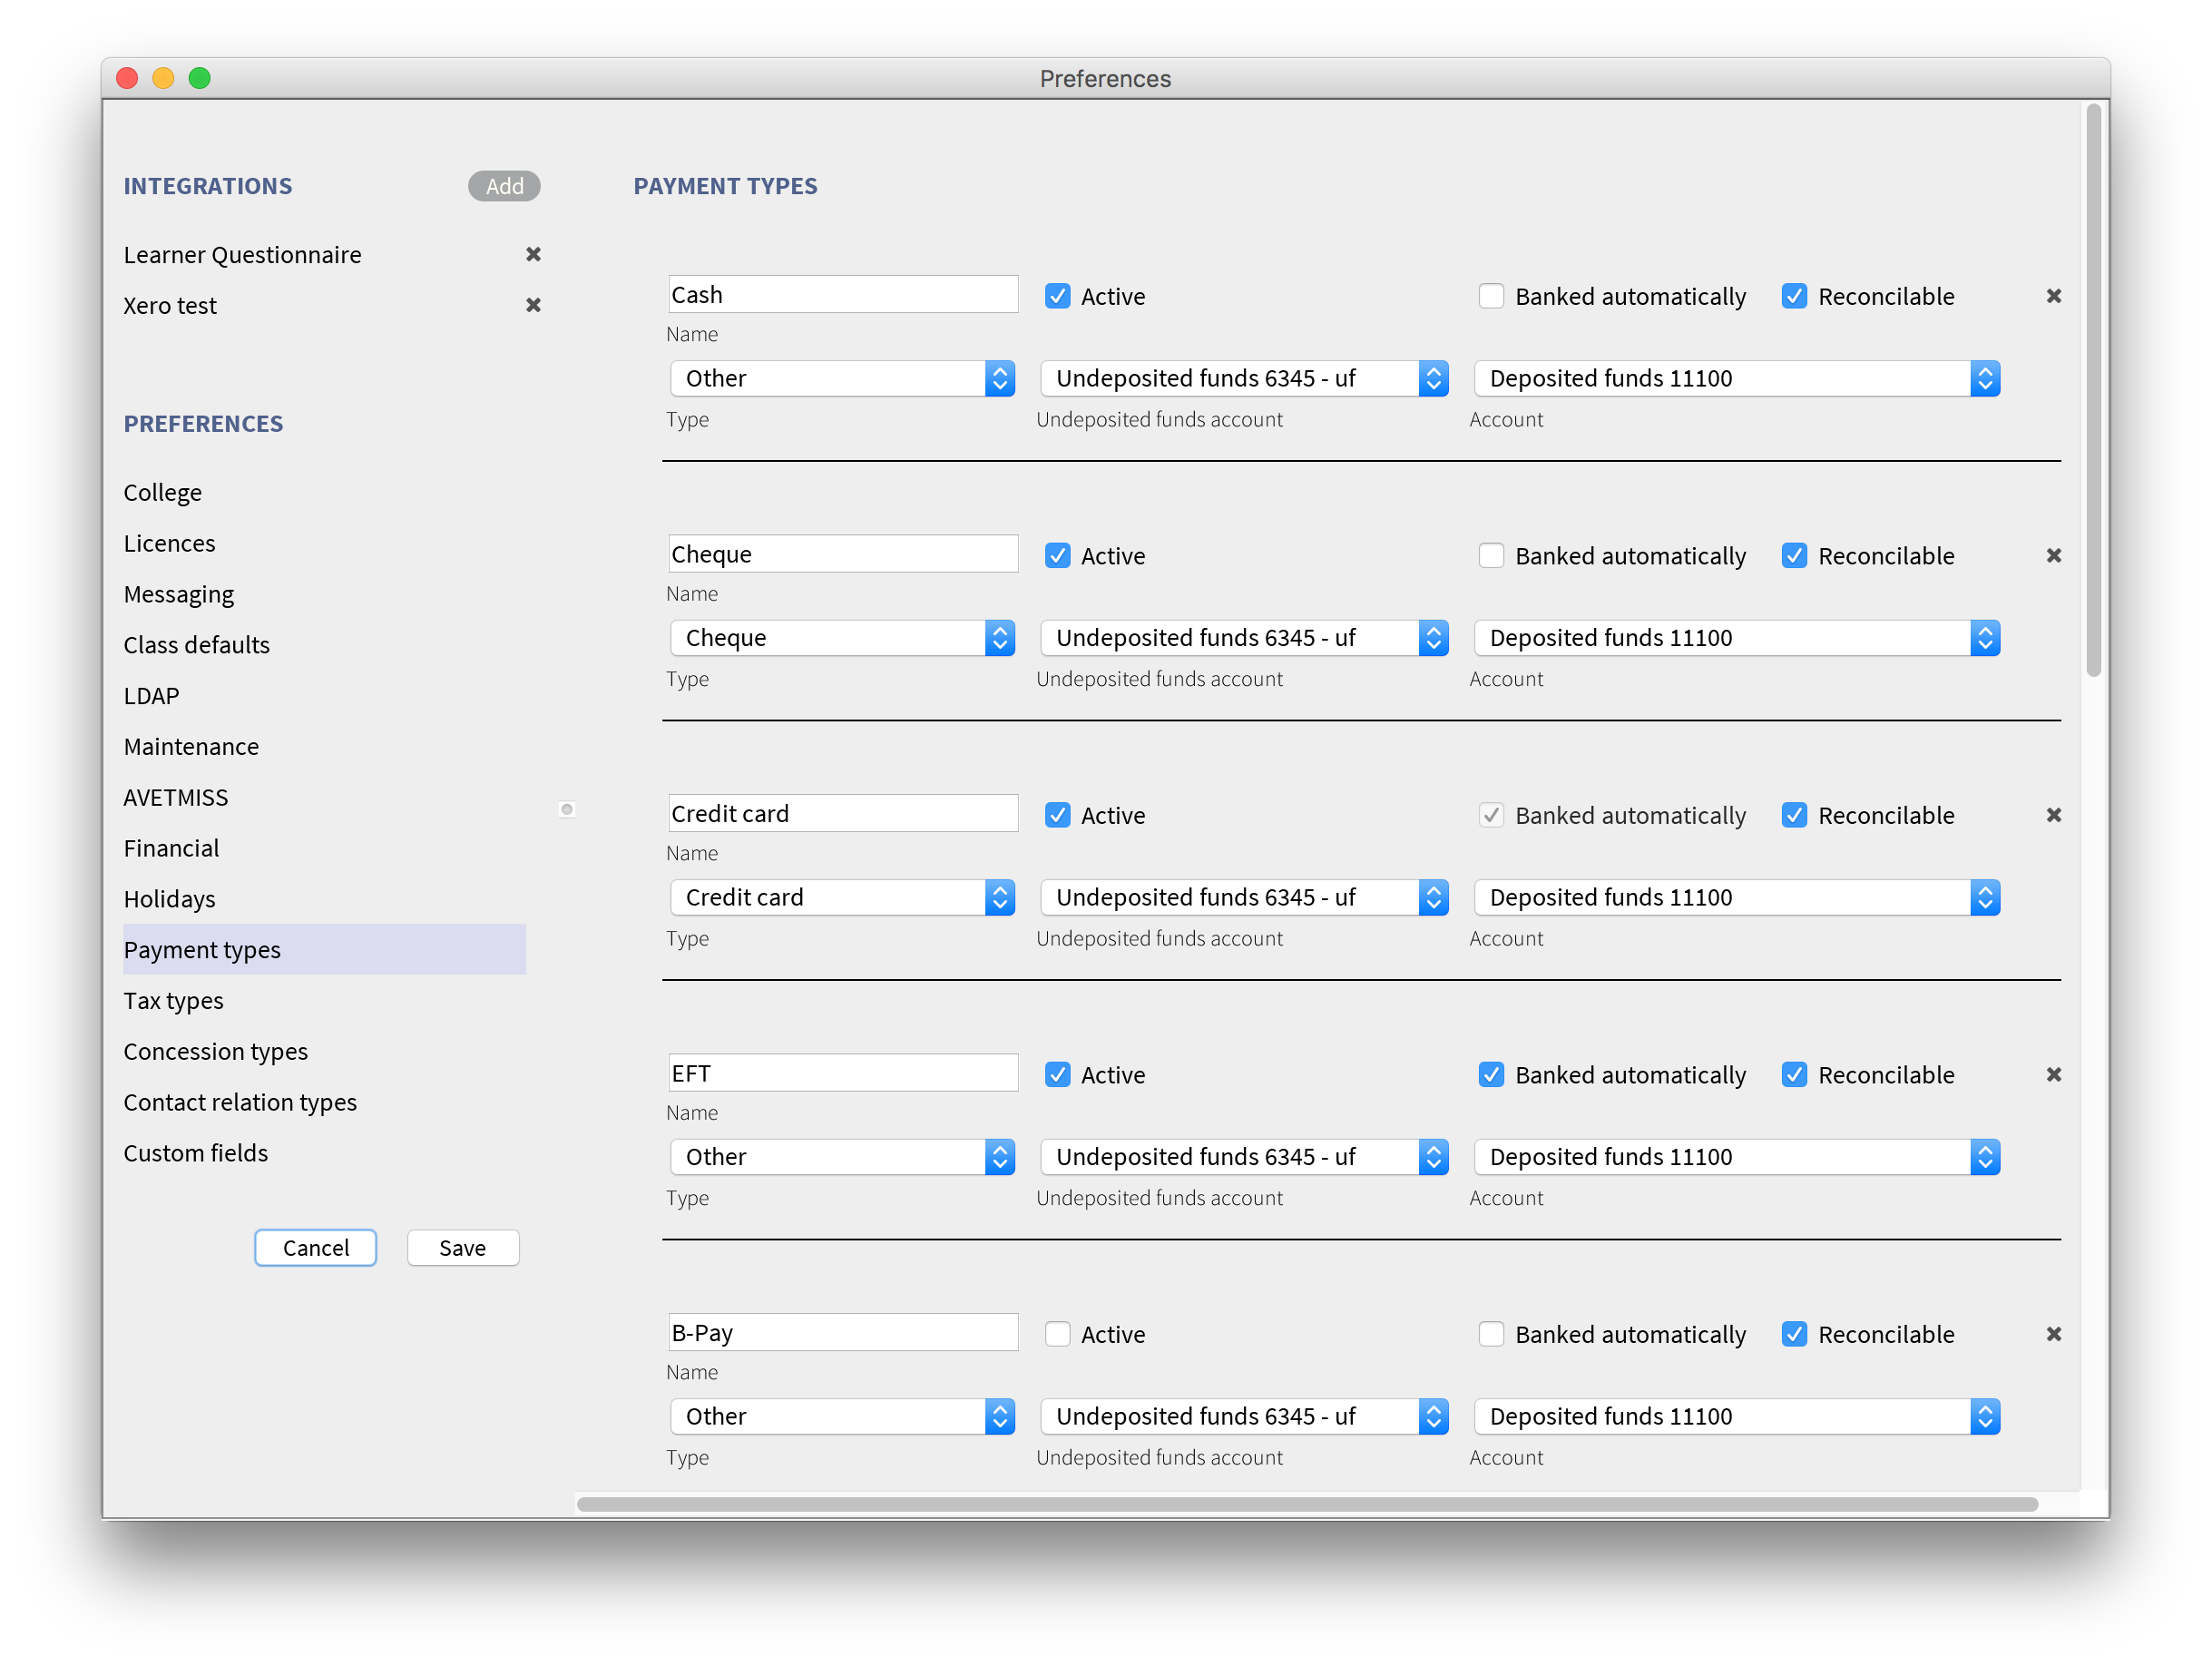 Preferences
INTEGRATIONS
Add
Learner Questionnaire
Xero test
PREFERENCES
College
Licences
Messaging
Class defaults
LDAP
Maintenance
AVETMISS
Financial
Holidays
Payment types
Tax types
Concession types
Contact relation types
Custom fields
Cancel
Save
PAYMENT TYPES
Cash
Active
Banked automatically
Reconcilable
Name
Other
Undeposited funds 6345 - uf
Deposited funds 11100
Type
Undeposited funds account
Account
Cheque
Active
Banked automatically
Reconcilable
Name
Cheque
Undeposited funds 6345 - uf
Deposited funds 11100
Type
Undeposited funds account
Account
Credit card
Active
Banked automatically
Reconcilable
Name
Credit card
Undeposited funds 6345 - uf
Deposited funds 11100
Type
Undeposited funds account
Account
EFT
Active
Banked automatically
Reconcilable
Name
Other
Undeposited funds 6345 - uf
Deposited funds 11100
Type
Undeposited funds account
Account
B-Pay
Active
Banked automatically
Reconcilable
Name
Other
Undeposited funds 6345 - uf
Deposited funds 11100
Type
Undeposited funds account
Account